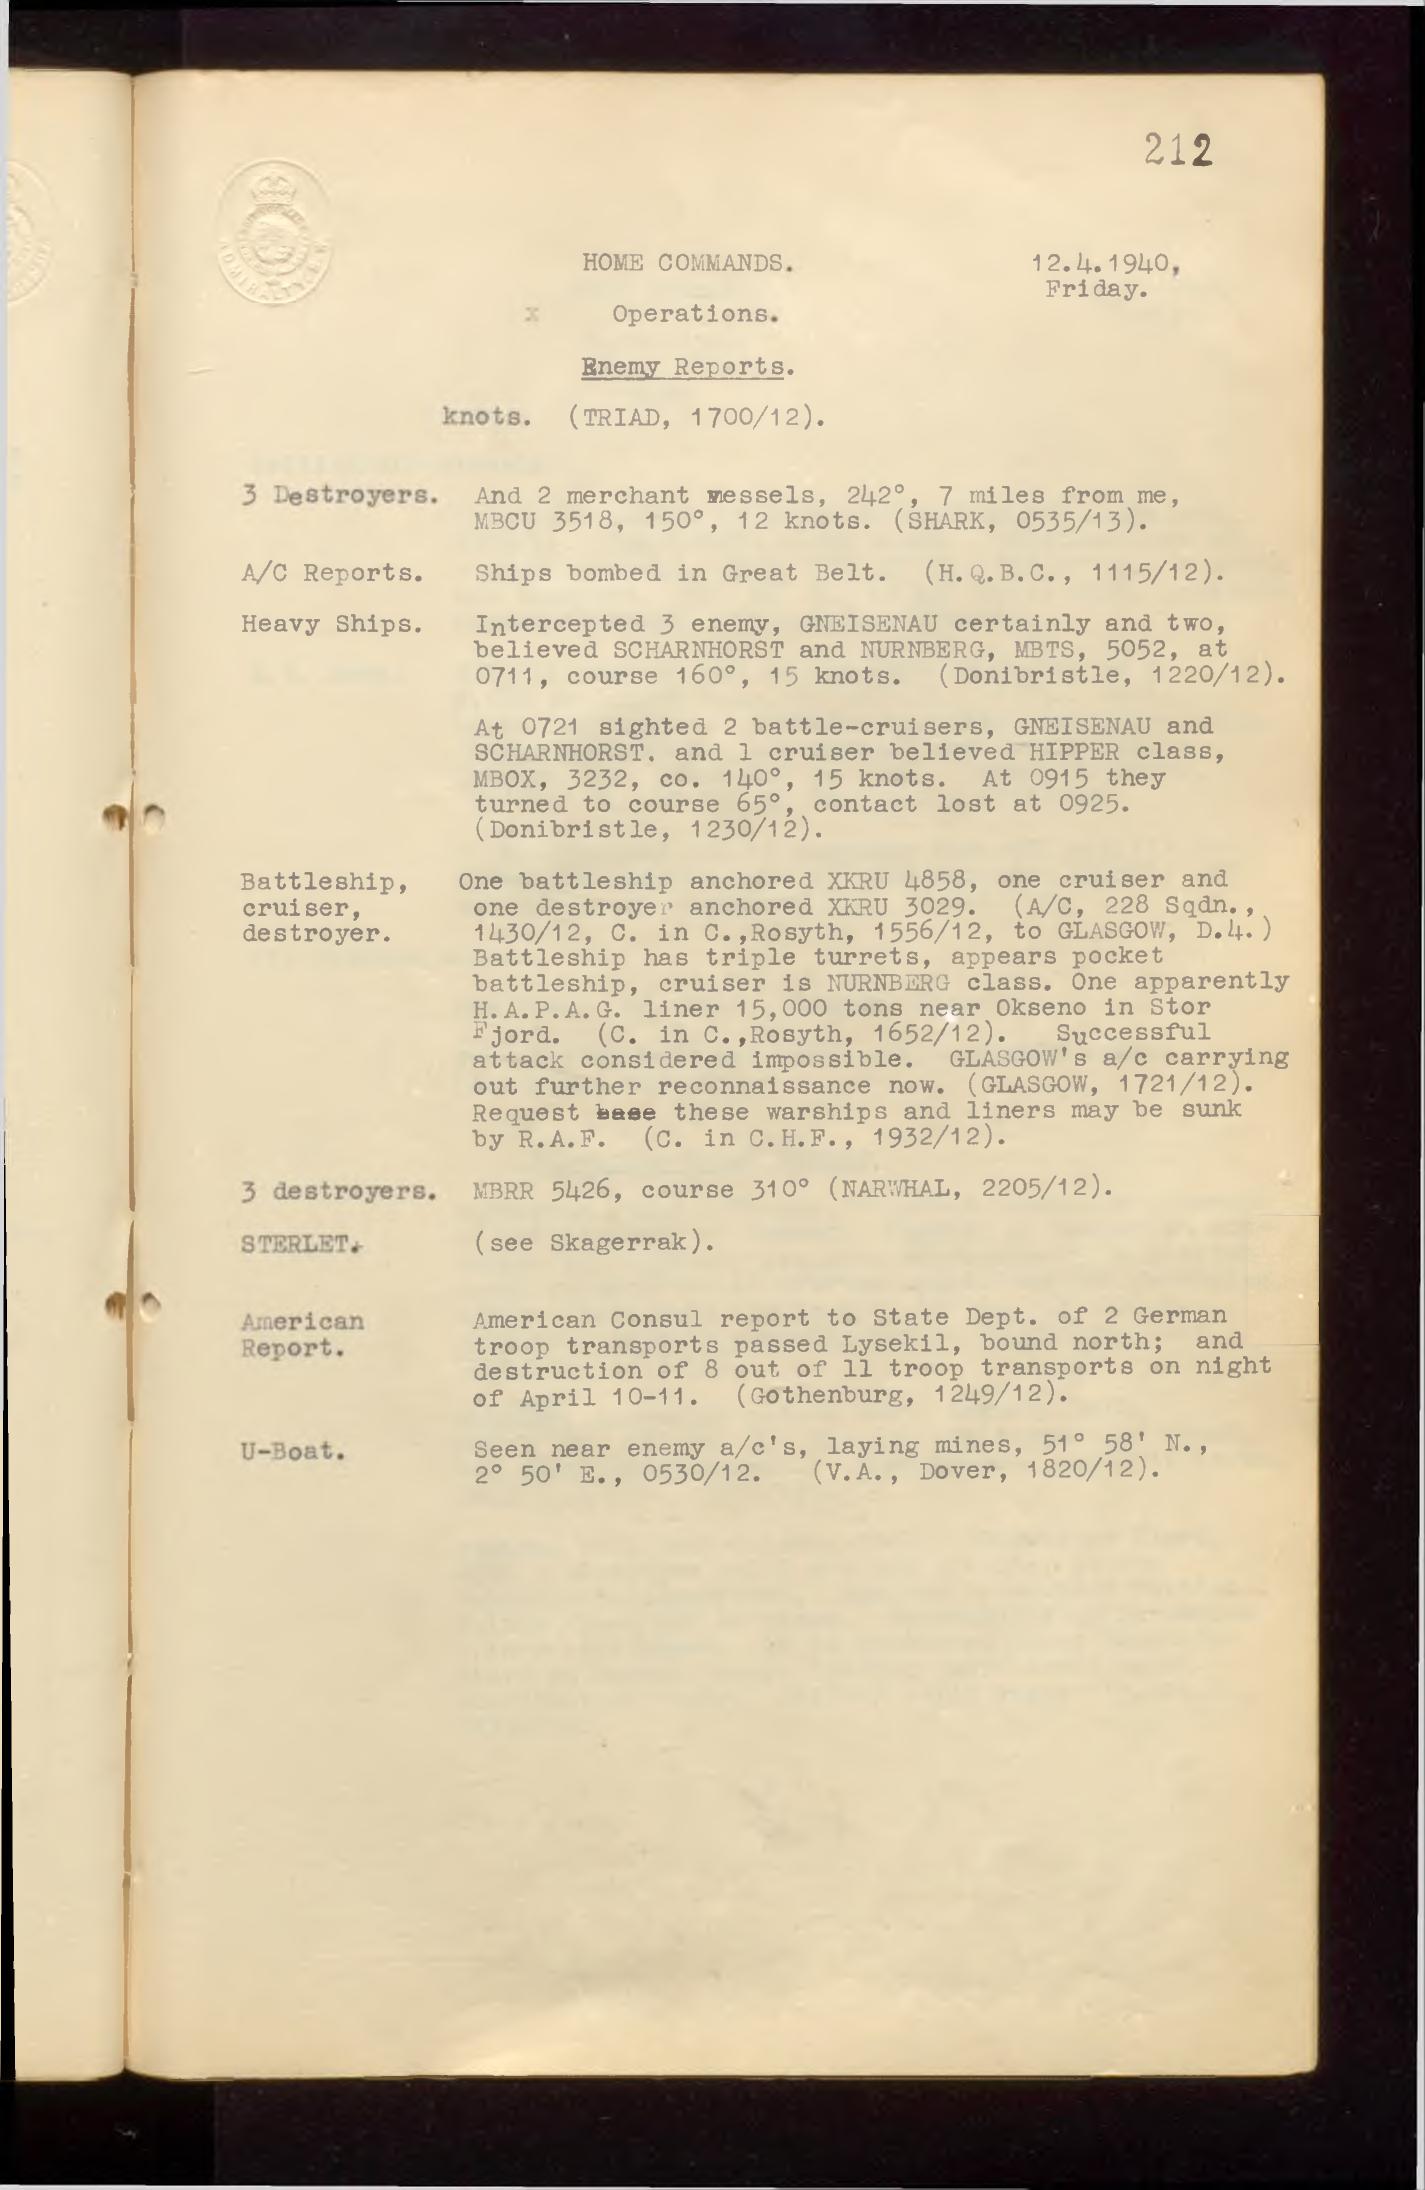 212
HOME COMMANDS.
12.4.1940,
Friday.
x Operations.
Enemy Reports.
knots. (TRIAD, 1700/12).
3 Destroyers. And 2 merchant vessels, 242°, 7 miles from me,
MBCU 3518, 150°, 12 knots. (SHARK, 0535/13).
A/C Reports. Ships bombed in Great Belt. (H.Q.B.C., 1115/12).
Heavy Ships. Intercepted 3 enemy, GNEISENAU certainly and two,
believed SCHARNHORST and NURNBERG, MBTS, 5052, at
0711, course 160°, 15 knots. (Donibristle, 1220/12).
At 0721 sighted 2 battle-cruisers, GNEISENAU and
SCHARNHORST. and 1 cruiser believed HIPPER class,
MBOX, 3232, co. 140°, 15 knots. At 0915 they
turned to course 65°, contact lost at 0925.
(Donibristle, 1230/12).
Battleship, One battleship anchored XKRU 4858, one cruiser and
cruiser, one destroyer anchored XKRU 3029. (A/C, 228 Sqdn.,
destroyer. 1430/12, C. in C.,Rosyth, 1556/12, to GLASGOW, D.4.)
Battleship has triple turrets, appears pocket
battleship, cruiser is NURNBERG class. One apparently
H.A.P.A.G. liner 15,000 tons near Okseno in Stor
Fjord. (C. in C.,Rosyth, 1652/12). Successful
attack considered impossible. GLASGOW's a/c carrying
out further reconnaissance now. (GLASGOW, 1721/12).
Request base these warships and liners may be sunk
by R.A.F. (C. in C.H.F., 1932/12).
3 destroyers. MBRR 5426, course 310° (NARWHAL, 2205/12).
STERLET. (see Skagerrak).
American American Consul report to State Dept. of 2 German
Report. troop transports passed Lysekil, bound north; and
destruction of 8 out of 11 troop transports on night
of April 10-11. (Gothenburg, 1249/12).
U-Boat. Seen near enemy a/c's, laying mines, 51° 58' N.,
2° 50' E., 0530/12. (V.A., Dover, 1820/12).